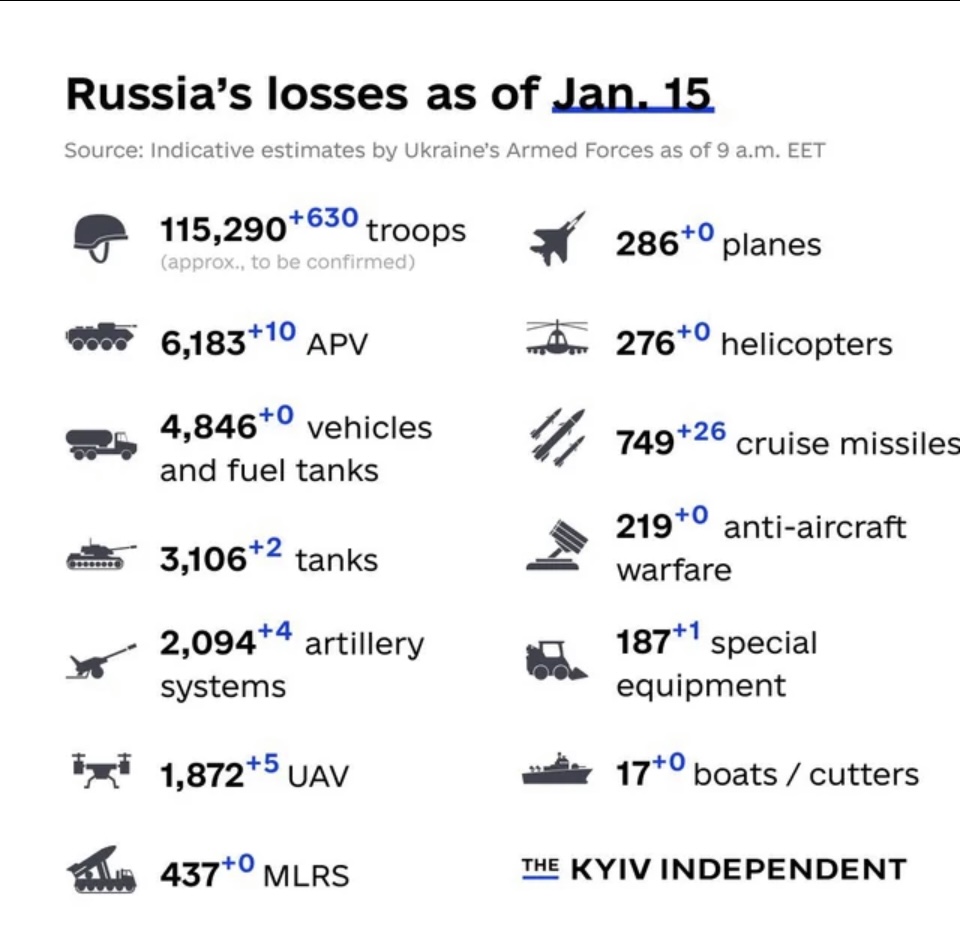 Russia's losses as of Jan. 15
Source: Indicative estimates by Ukraine's Armed Forces as of 9 a.m. EET
115,290+630 troops
(approx., to be confirmed)
6,183+10 APV
4,846+0 vehicles
and fuel tanks
3,106+2 tanks
2,094+4 artillery
systems
1,872+5 UAV
437+0 MLRS
286+0 planes
276+0 helicopters
749+26 cruise missiles
219+0 anti-aircraft
warfare
187+1 special
equipment
17+0 boats / cutters
THE KYIV INDEPENDENT